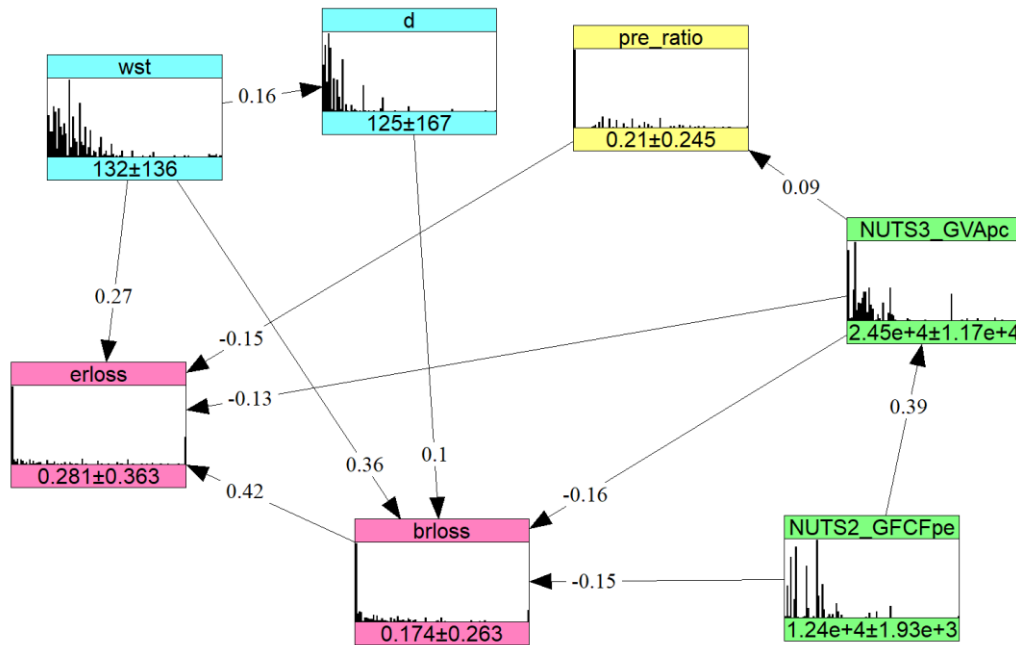 d
pre_ratio
wst
0.16
125±167
0.21±0.245
132±136
0.09
NUTS3_GVApc
0.27
2.45e+4±1.17e+4
-0.15
erloss
-0.13
0.39
0.36
0.1
0.281±0.363
0.42
-0.16
brloss
NUTS2_GFCFpe
-0.15
0.174±0.263
1.24e+4±1.93e+3